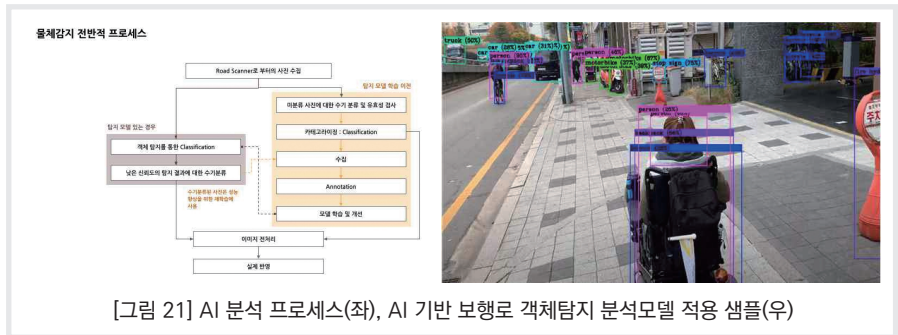 물체감지 전반적 프로세스
Road Scanner로 부터의 사진 수집
탐지 모델 학습 이전
미분류 사진에 대한 수기 분류 및 유효성 검사
탐지 모델 있는 경우
카테고라이징 : Classification
객체 탐지를 통한 Classification
수집
낮은 신뢰도의 탐지 결과에 대한 수기분류
Annotation
수기분류된 사진은 성능
향상을 위한 재학습에
사용
모델 학습 및 개선
이미지 전처리
실제 반영
truck (50%)
person (90%)
motorbike
stop sign (75%)
person
주차
[그림 21] AI 분석 프로세스(좌), AI 기반 보행로 객체탐지 분석모델 적용 샘플(우)